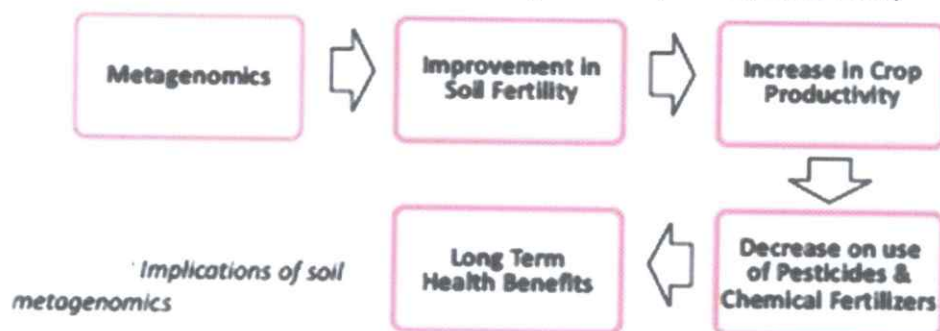 Metagenomics
Improvement in
Soil Fertility
Increase in Crop
Productivity
Decrease on use
of Pesticides &
Chemical Fertilizers
Long Term
Health Benefits
Implications of soil
metagenomics